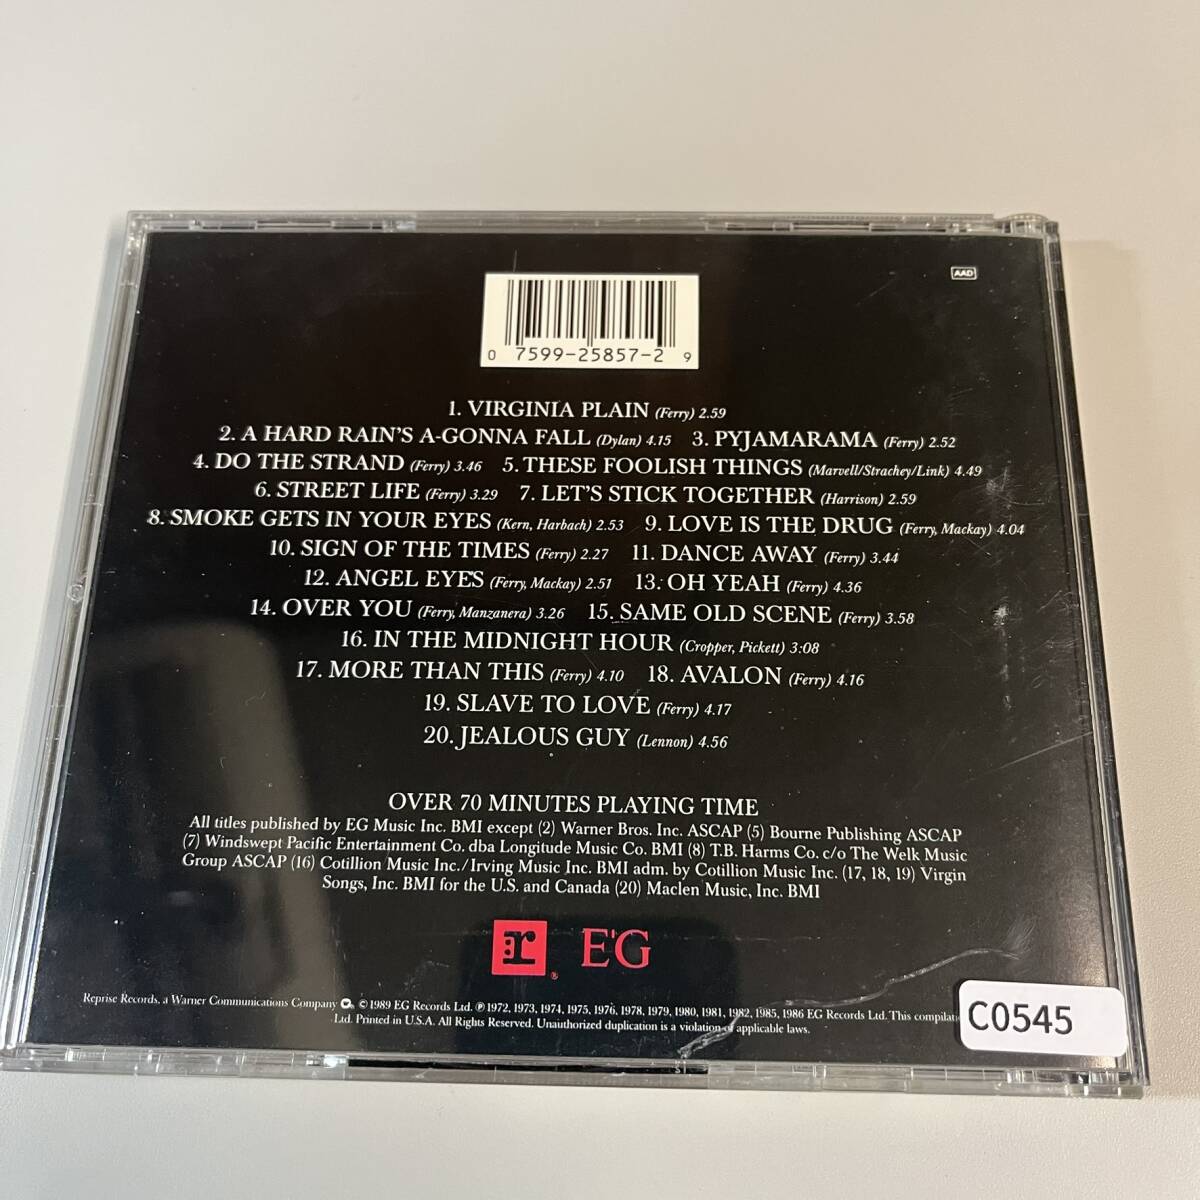 AAD
0 7599-25857-2 9
1. VIRGINIA PLAIN (Ferry) 2.59
2. A HARD RAIN'S A-GONNA FALL (Dylan) 4.15 3. PYJAMARAMA (Ferry) 2.52
4. DO THE STRAND (Ferry) 3.46 5. THESE FOOLISH THINGS (Marvell/Strachey/Link) 4.49
6. STREET LIFE (Ferry) 3.29 7. LET'S STICK TOGETHER (Harrison) 2.59
8. SMOKE GETS IN YOUR EYES (Kern, Harbach) 2.53 9. LOVE IS THE DRUG (Ferry, Mackay) 4.04
10. SIGN OF THE TIMES (Ferry) 2.27 11. DANCE AWAY (Ferry) 3.44
12. ANGEL EYES (Ferry, Mackay) 2.51 13. OH YEAH (Ferry) 4.36
14. OVER YOU (Ferry, Manzanera) 3.26 15. SAME OLD SCENE (Ferry) 3.58
16. IN THE MIDNIGHT HOUR (Cropper, Pickett) 3:08
17. MORE THAN THIS (Ferry) 4.10 18. AVALON (Ferry) 4.16
19. SLAVE TO LOVE (Ferry) 4.17
20. JEALOUS GUY (Lennon) 4.56
OVER 70 MINUTES PLAYING TIME
All titles published by EG Music Inc. BMI except (2) Warner Bros. Inc. ASCAP (5) Bourne Publishing ASCAP
(7) Windswept Pacific Entertainment Co. dba Longitude Music Co. BMI (8) T.B. Harms Co. c/o The Welk Music
Group ASCAP (16) Cotillion Music Inc./Irving Music Inc. BMI adm. by Cotillion Music Inc. (17, 18, 19) Virgin
Songs, Inc. BMI for the U.S. and Canada (20) Maclen Music, Inc. BMI
r ® E'G
Reprise Records, a Warner Communications Company © 1989 EG Records Ltd. ℗ 1972, 1973, 1974, 1975, 1976, 1978, 1979, 1980, 1981, 1982, 1985, 1986 EG Records Ltd. This
Ltd. Printed in U.S.A. All Rights Reserved. Unauthorized duplication is a violation of applicable laws.
C0545